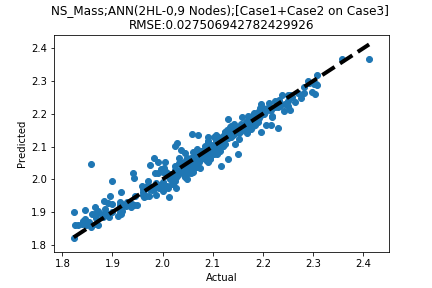 NS_Mass;ANN(2HL-0,9 Nodes);[Case1+Case2 on Case3]
RMSE:0.027506942782429926
2.4
2.3
2.2
2.1
2.0
1.9
1.8
Predicted
1.8 1.9 2.0 2.1 2.2 2.3 2.4
Actual